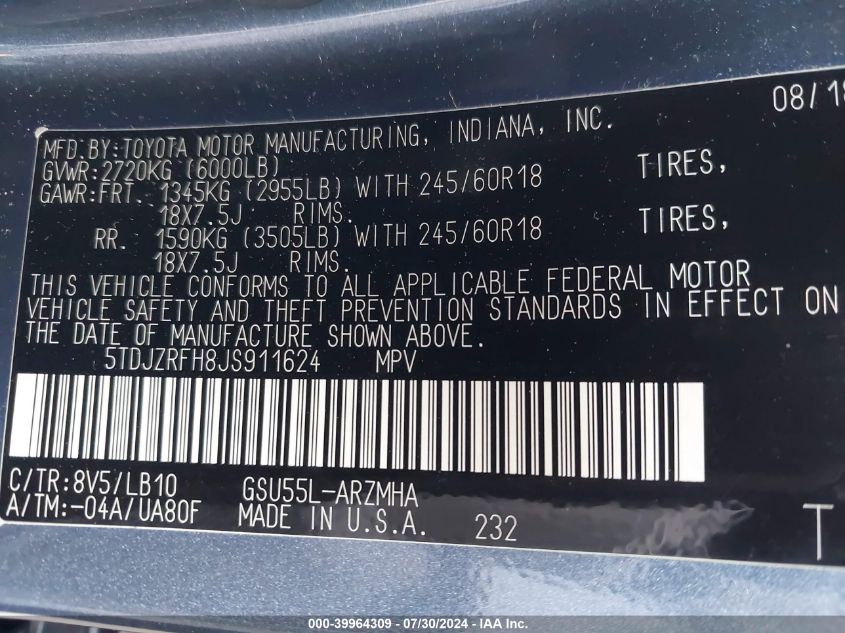 08/18
MFD.BY:TOYOTA MOTOR MANUFACTURING, INDIANA, INC.
GVWR:2720KG (6000LB)
GAWR:FRT. 1345KG (2955LB) WITH 245/60R18 TIRES,
18X7.5J RIMS.
RR. 1590KG (3505LB) WITH 245/60R18 TIRES,
18X7.5J RIMS.
THIS VEHICLE CONFORMS TO ALL APPLICABLE FEDERAL MOTOR
VEHICLE SAFETY AND THEFT PREVENTION STANDARDS IN EFFECT ON
THE DATE OF MANUFACTURE SHOWN ABOVE.
5TDJZRFH8JS911624 MPV
C/TR:8V5/LB10 GSU55L-ARZMHA
A/TM:-04A/UA80F MADE IN U.S.A. 232 T
000-39964309 - 07/30/2024 - IAA Inc.